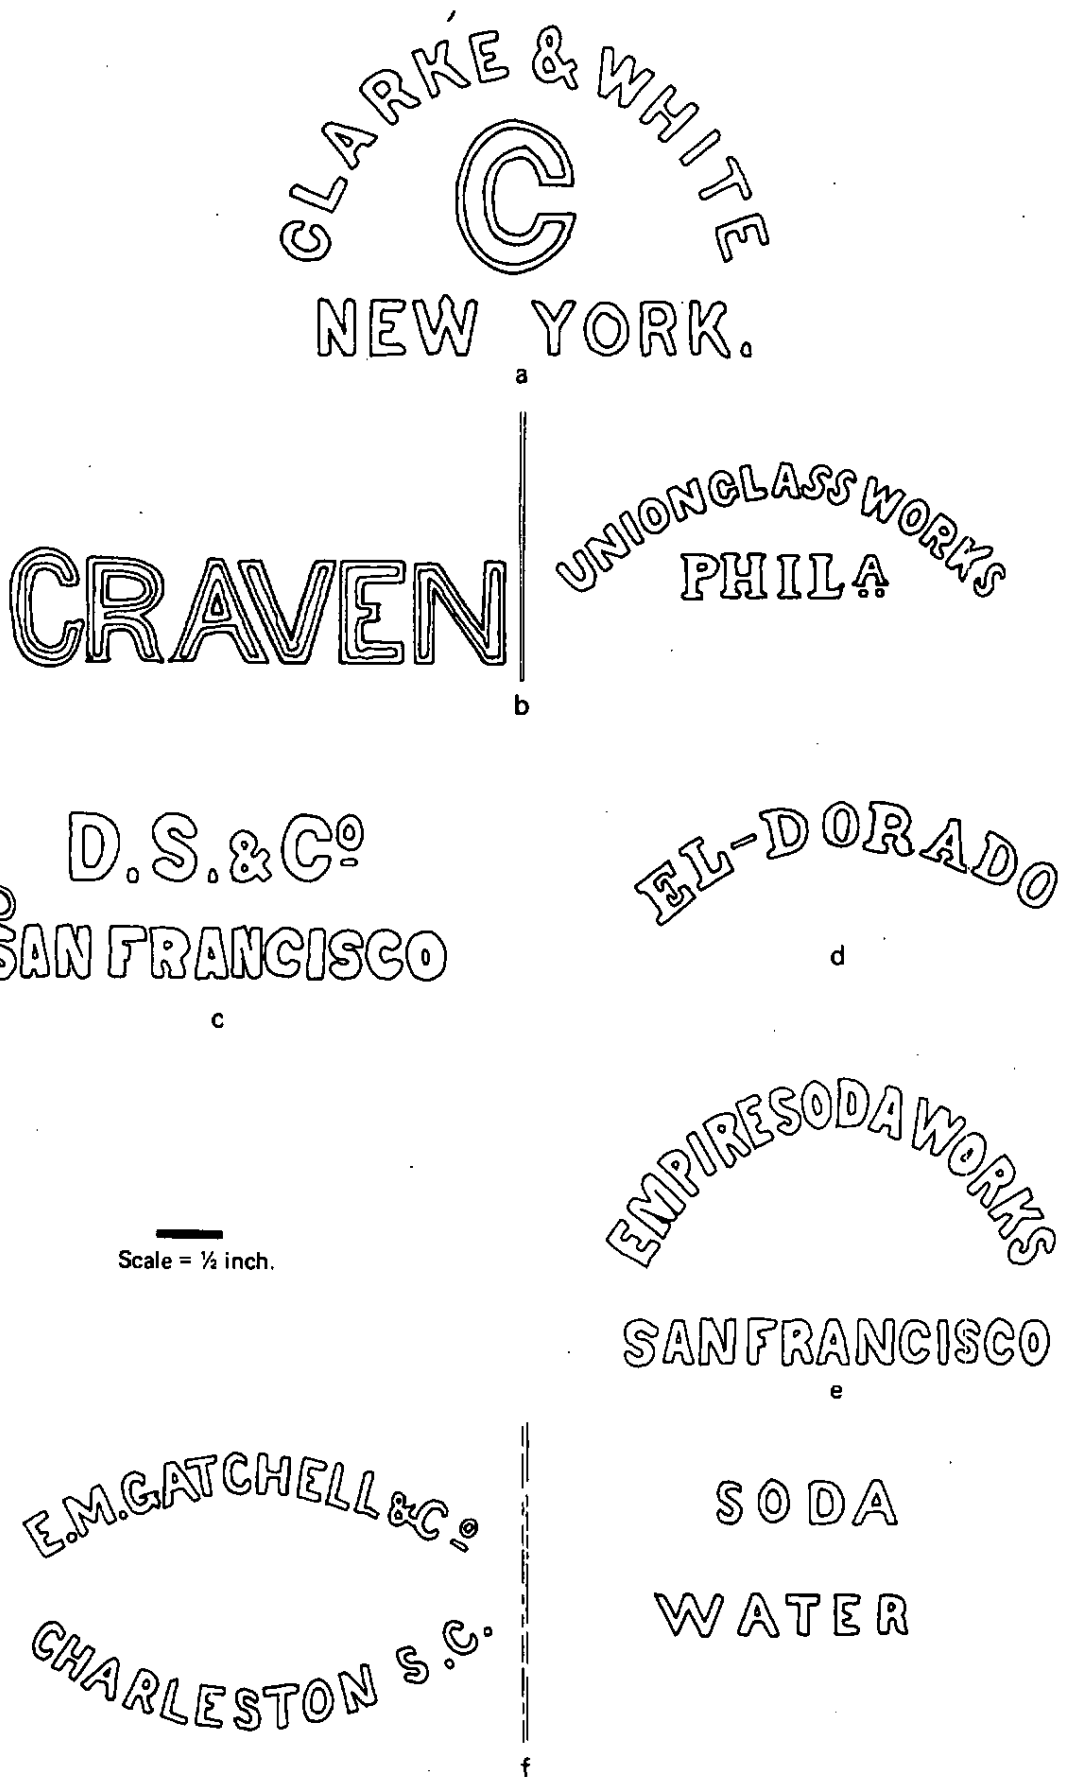 CLARKE & WHITE
C
NEW YORK.
a
CRAVEN
UNION GLASS WORKS
PHILA
b
D.S. & Co
SAN FRANCISCO
c
EL-DORADO
d
Scale = ½ inch.
EMPIRE SODA WORKS
SAN FRANCISCO
e
E.M. GATCHELL & Co
CHARLESTON S.C.
SODA
WATER
f